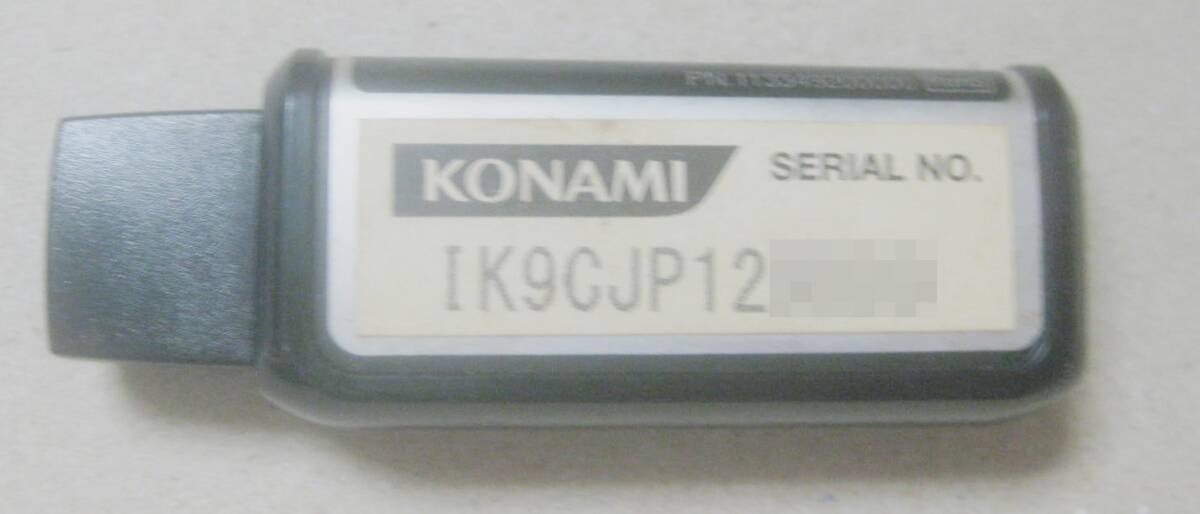 KONAMI
SERIAL NO.
IK9CJP12